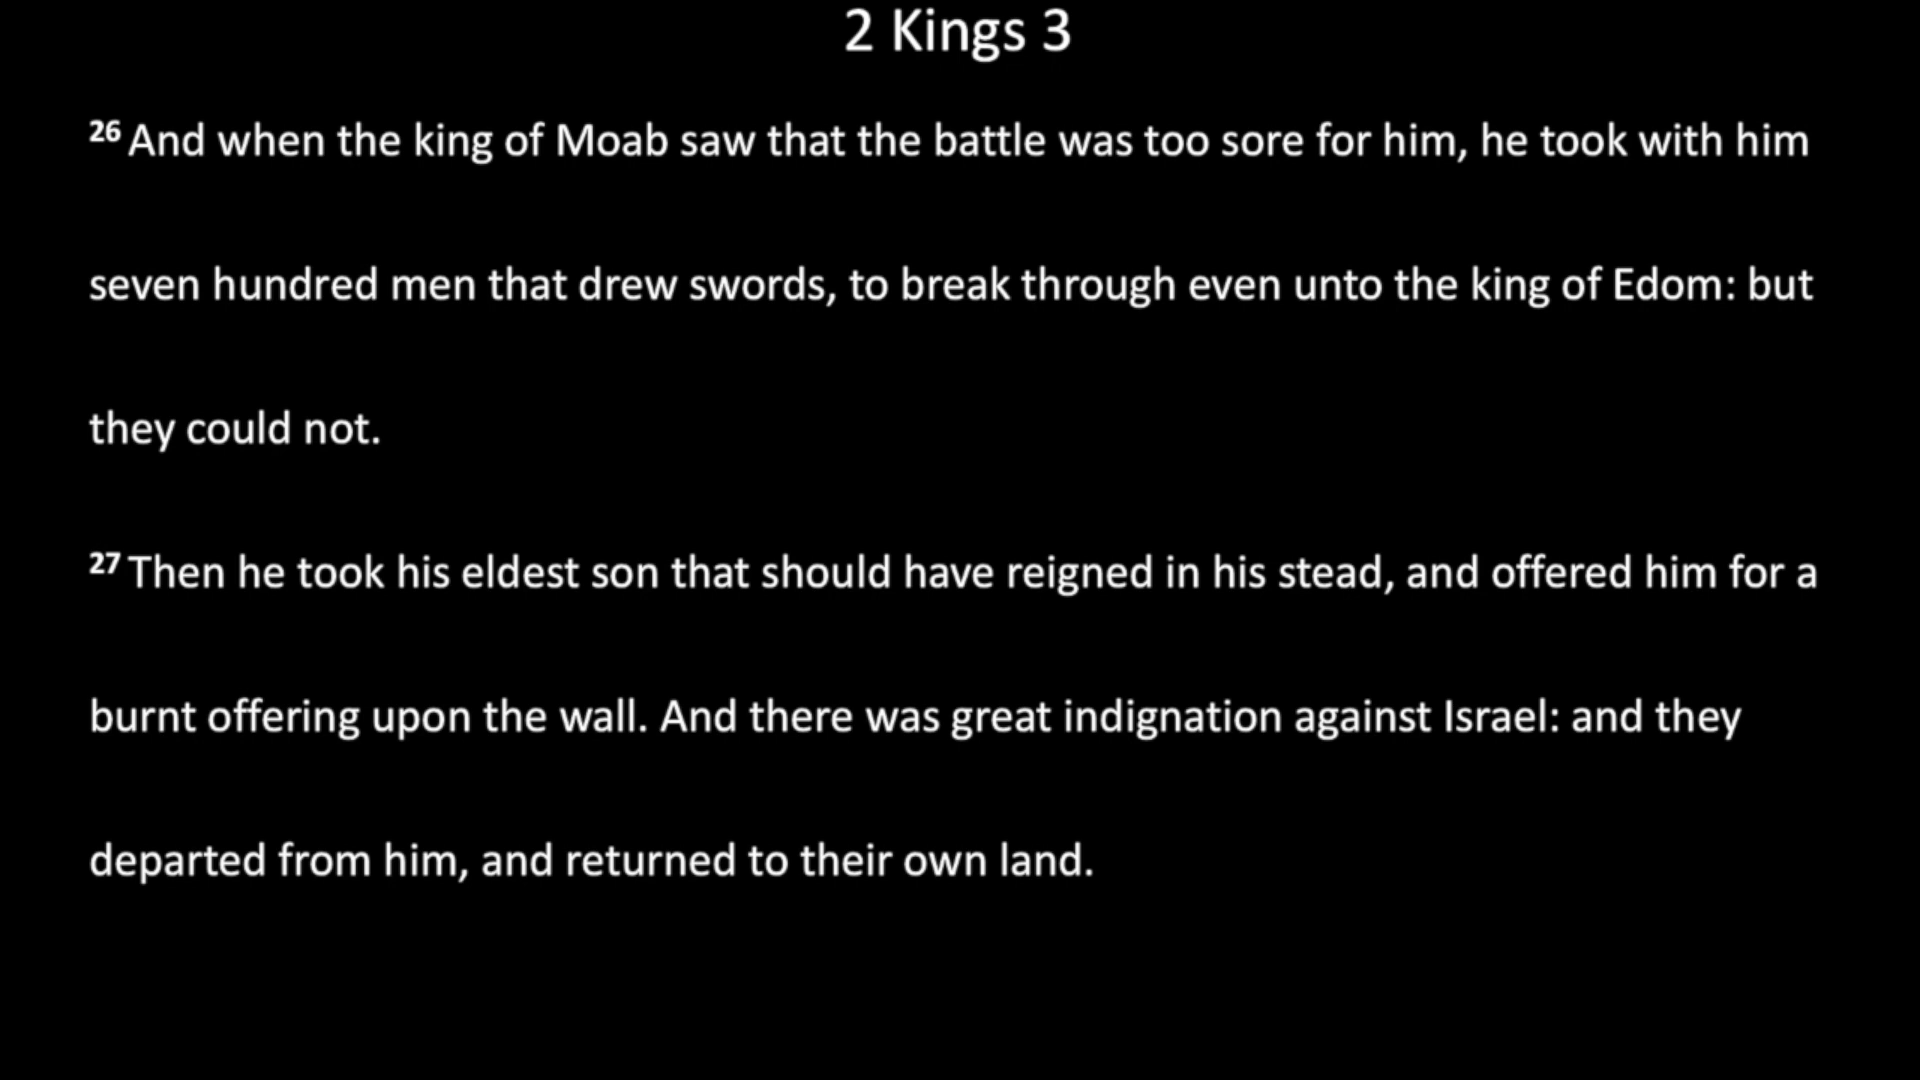 2 Kings 3
26 And when the king of Moab saw that the battle was too sore for him, he took with him
seven hundred men that drew swords, to break through even unto the king of Edom: but
they could not.
27 Then he took his eldest son that should have reigned in his stead, and offered him for a
burnt offering upon the wall. And there was great indignation against Israel: and they
departed from him, and returned to their own land.